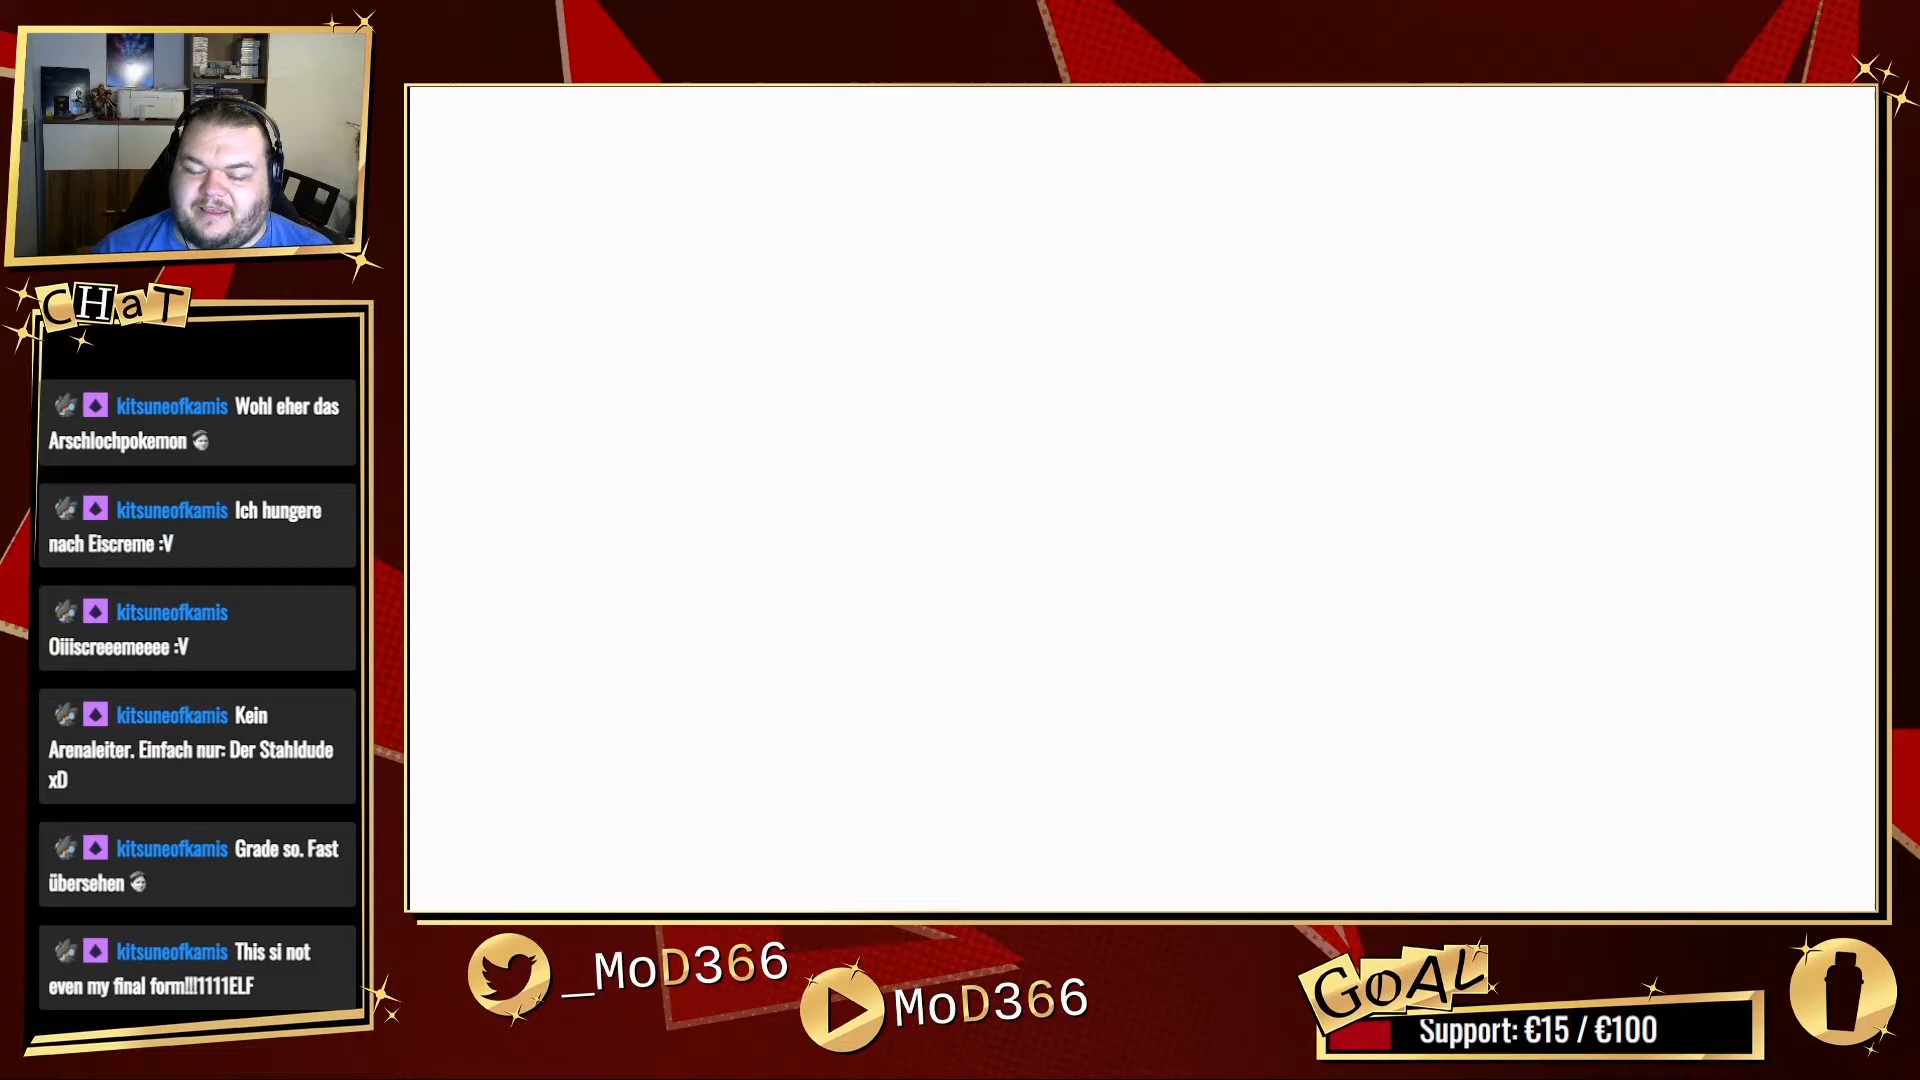 CHaT
kitsuneofkamis Wohl eher das
Arschlochpokemon
kitsuneofkamis Ich hungere
nach Eiscreme :V
kitsuneofkamis
Oiiiscreeemeeee :V
kitsuneofkamis Kein
Arenaleiter. Einfach nur: Der Stahldude
xD
kitsuneofkamis Grade so. Fast
übersehen
kitsuneofkamis This si not
even my final form!!!1111ELF
_MoD366
MoD366
GOAL
Support: €15 / €100